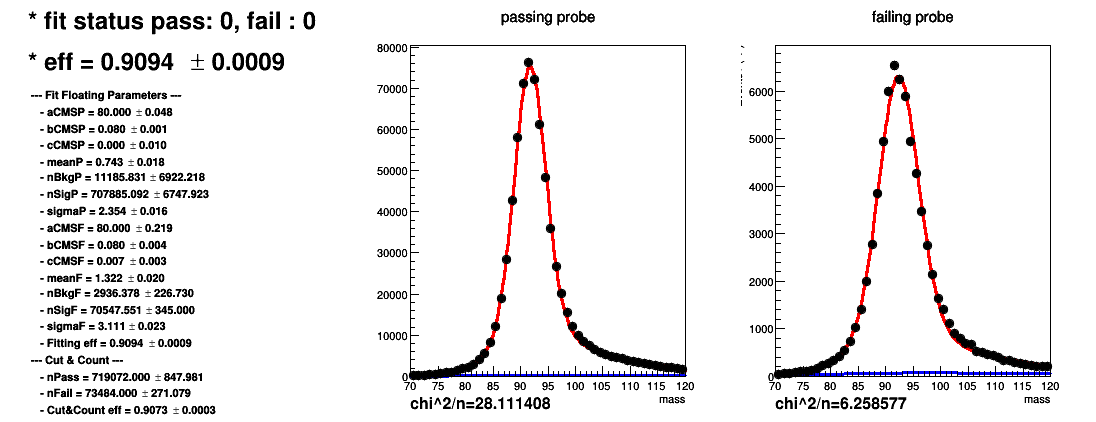 * fit status pass: 0, fail : 0
* eff = 0.9094 ± 0.0009
--- Fit Floating Parameters ---
- aCMSP = 80.000 ± 0.048
- bCMSP = 0.080 ± 0.001
- cCMSP = 0.000 ± 0.010
- meanP = 0.743 ± 0.018
- nBkgP = 11185.831 ± 6922.218
- nSigP = 707885.092 ± 6747.923
- sigmaP = 2.354 ± 0.016
- aCMSF = 80.000 ± 0.219
- bCMSF = 0.080 ± 0.004
- cCMSF = 0.007 ± 0.003
- meanF = 1.322 ± 0.020
- nBkgF = 2936.378 ± 226.730
- nSigF = 70547.551 ± 345.000
- sigmaF = 3.111 ± 0.023
- Fitting eff = 0.9094 ± 0.0009
--- Cut & Count ---
- nPass = 719072.000 ± 847.981
- nFail = 73484.000 ± 271.079
- Cut&Count eff = 0.9073 ± 0.0003
passing probe
80000
70000
60000
50000
40000
30000
20000
10000
0
70 75 80 85 90 95 100 105 110 115 120
mass
chi^2/n=28.111408
failing probe
6000
5000
4000
3000
2000
1000
0
70 75 80 85 90 95 100 105 110 115 120
mass
chi^2/n=6.258577